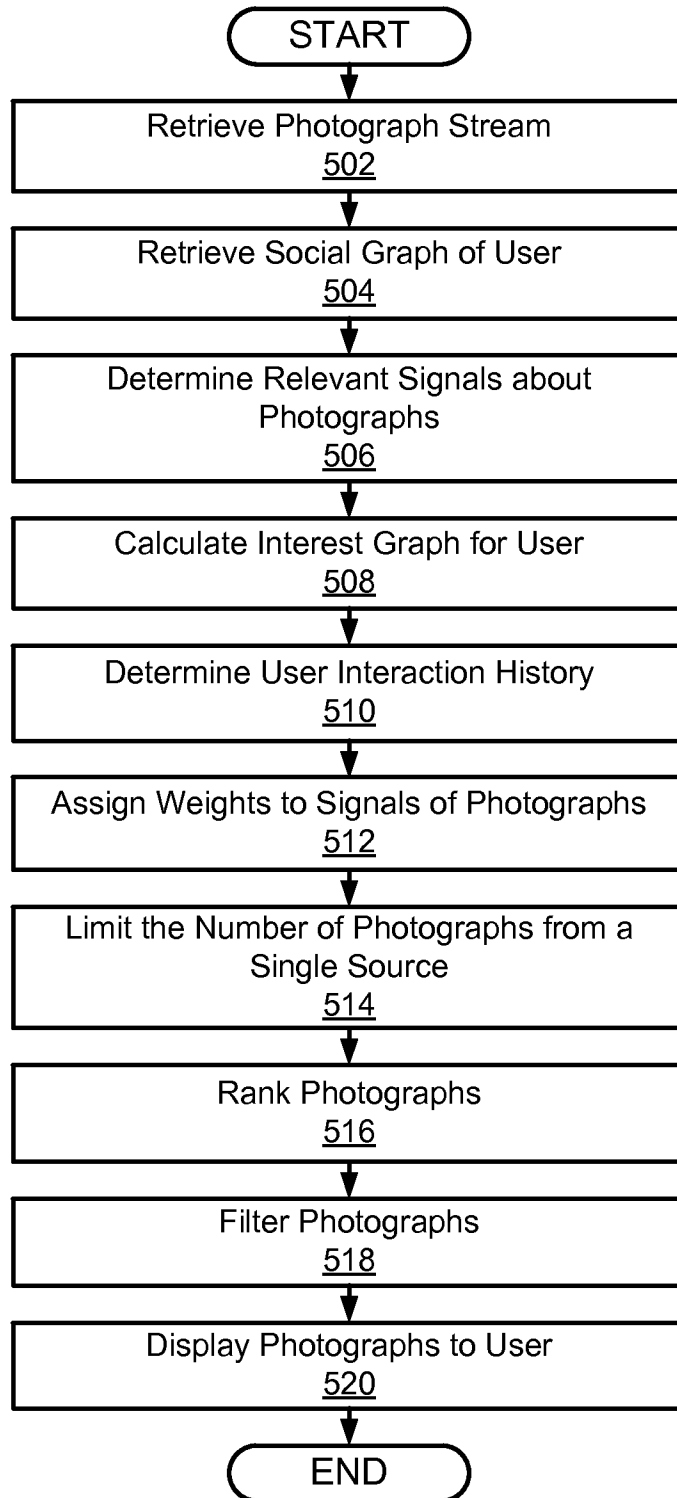 START
Retrieve Photograph Stream
502
Retrieve Social Graph of User
504
Determine Relevant Signals about
Photographs
506
Calculate Interest Graph for User
508
Determine User Interaction History
510
Assign Weights to Signals of Photographs
512
Limit the Number of Photographs from a
Single Source
514
Rank Photographs
516
Filter Photographs
518
Display Photographs to User
520
END